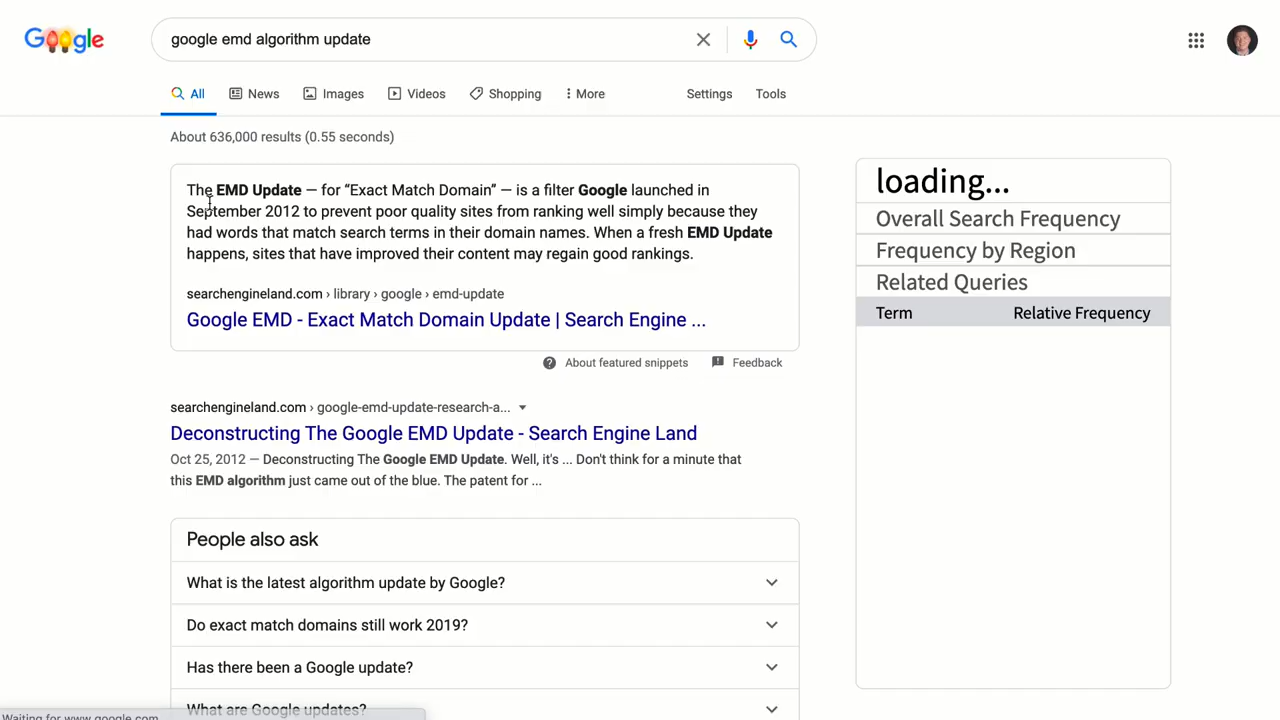 Google
google emd algorithm update
All News Images Videos Shopping More Settings Tools
About 636,000 results (0.55 seconds)
The EMD Update — for “Exact Match Domain” — is a filter Google launched in
September 2012 to prevent poor quality sites from ranking well simply because they
had words that match search terms in their domain names. When a fresh EMD Update
happens, sites that have improved their content may regain good rankings.
searchengineland.com › library › google › emd-update
Google EMD - Exact Match Domain Update | Search Engine ...
About featured snippets Feedback
searchengineland.com › google-emd-update-research-a...
Deconstructing The Google EMD Update - Search Engine Land
Oct 25, 2012 — Deconstructing The Google EMD Update. Well, it's ... Don't think for a minute that
this EMD algorithm just came out of the blue. The patent for ...
People also ask
What is the latest algorithm update by Google?
Do exact match domains still work 2019?
Has there been a Google update?
What are Google updates?
Waiting for www.google.com
loading...
Overall Search Frequency
Frequency by Region
Related Queries
Term Relative Frequency